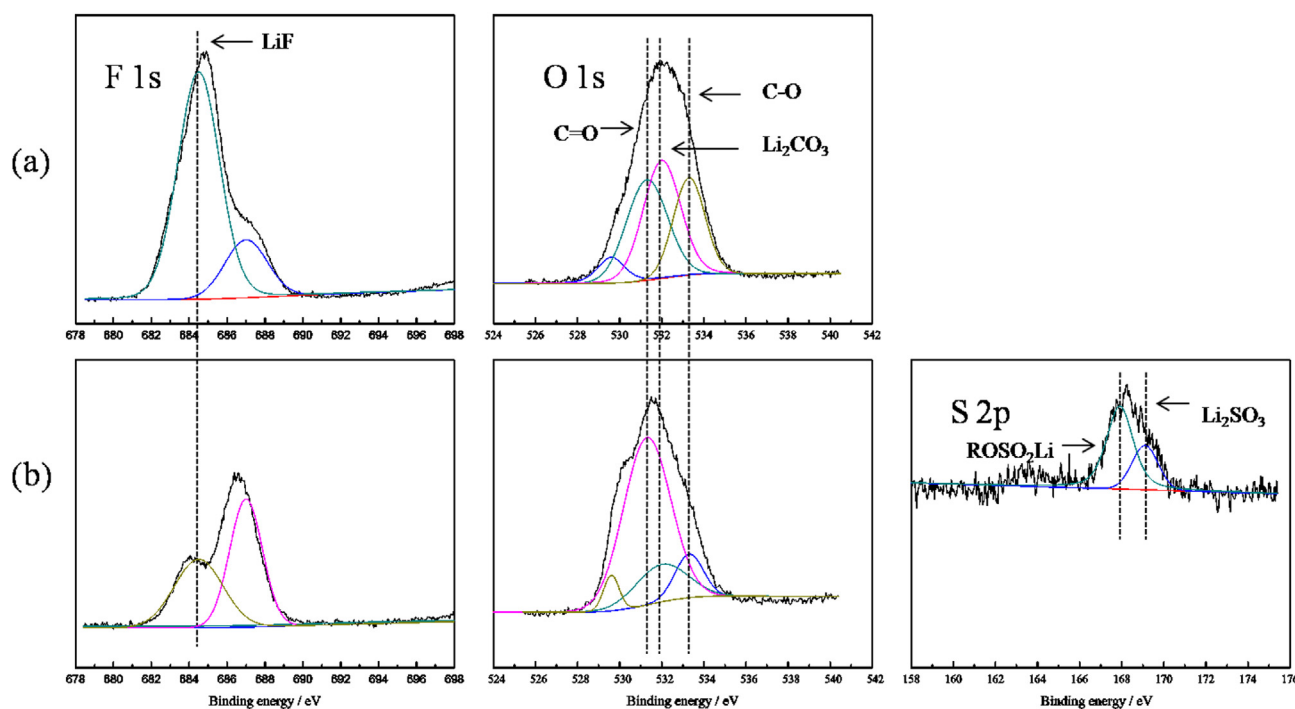 (a)
F 1s
LiF
678 680 682 684 686 688 690 692 694 696 698
O 1s
C=O
C-O
Li₂CO₃
524 526 528 530 532 534 536 538 540 542
(b)
678 680 682 684 686 688 690 692 694 696 698
Binding energy / eV
524 526 528 530 532 534 536 538 540 542
Binding energy / eV
S 2p
ROSO₂Li
Li₂SO₃
158 160 162 164 166 168 170 172 174 176
Binding energy / eV